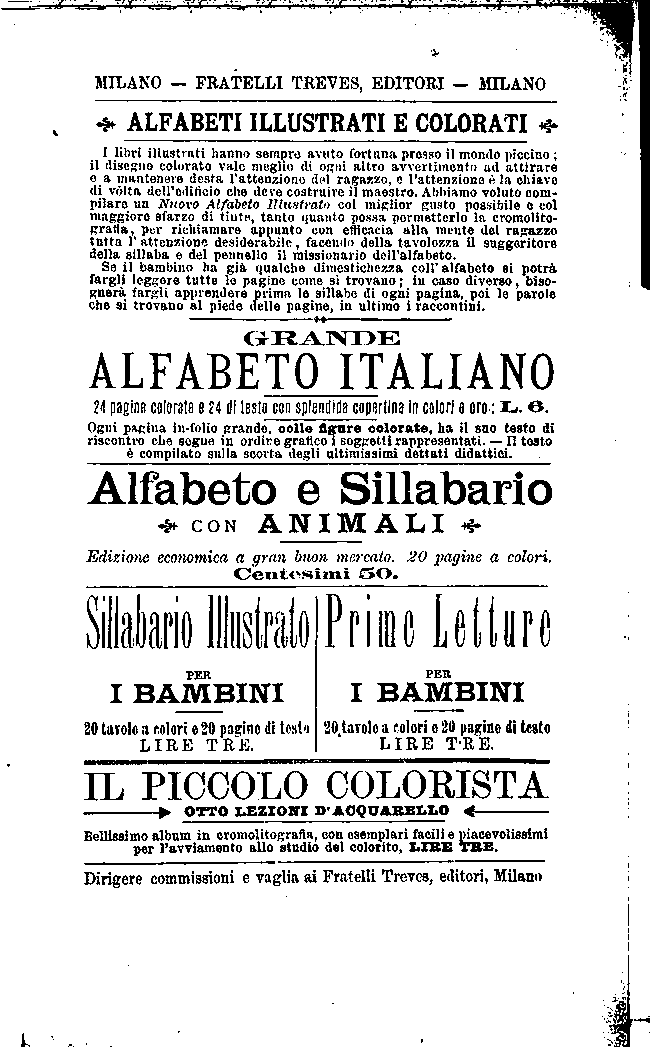 MILANO — FRATELLI TREVES, EDITORI — MILANO
ALFABETI ILLUSTRATI E COLORATI
I libri illustrati hanno sempre avuto fortuna presso il mondo piccino;
il disegno colorato vale meglio di ogni altro avvertimento ad attirare
e a mantenere desta l'attenzione del ragazzo, e l'attenzione è la chiave
di vôlta dell'edificio che deve costruire il maestro. Abbiamo voluto com-
pilare un Nuovo Alfabeto Illustrato col miglior gusto possibile e col
maggiore sfarzo di tinte, tanto quanto possa permetterlo la cromolito-
grafia, per richiamare appunto con efficacia alla mente del ragazzo
tutta l'attenzione desiderabile, facendo della tavolozza il suggeritore
della sillaba e del pennello il missionario dell'alfabeto.
Se il bambino ha già qualche dimestichezza coll'alfabeto si potrà
fargli leggere tutte le pagine come si trovano; in caso diverso, biso-
gnerà fargli apprendere prima le sillabe di ogni pagina, poi le parole
che si trovano al piede delle pagine, in ultimo i raccontini.
GRANDE
ALFABETO ITALIANO
24 pagine colorate e 24 di testo con splendida copertina in colori e oro.: L. 6.
Ogni pagina in-folio grande, colle figure colorate, ha il suo testo di
riscontro che segue in ordire grafico i soggetti rappresentati. — Il testo
è compilato sulla scorta degli ultimissimi dettati didattici.
Alfabeto e Sillabario
CON ANIMALI
Edizione economica a gran buon mercato. 20 pagine a colori.
Centesimi 50.
Sillabario Illustrato
PER
I BAMBINI
20 tavole a colori e 20 pagine di testo
LIRE TRE.
Prime Letture
PER
I BAMBINI
20 tavole a colori e 20 pagine di testo
LIRE TRE.
IL PICCOLO COLORISTA
OTTO LEZIONI D'ACQUARELLO
Bellissimo album in cromolitografia, con esemplari facili e piacevolissimi
per l'avviamento allo studio del colorito, LIRE TRE.
Dirigere commissioni e vaglia ai Fratelli Treves, editori, Milano